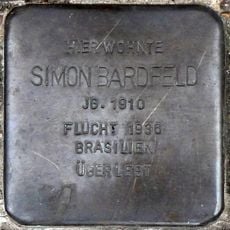 HIER WOHNTE
SIMON BARDFELD
JG. 1910
FLUCHT 1936
BRASILIEN
ÜBERLEBT